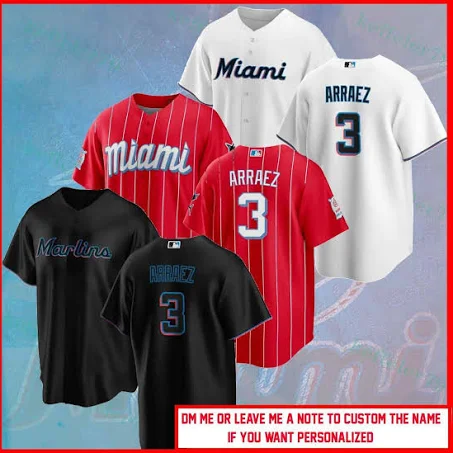 Miami
ARRAEZ
3
miami
ARRAEZ
3
Marlins
ARRAEZ
3
DM ME OR LEAVE ME A NOTE TO CUSTOM THE NAME
IF YOU WANT PERSONALIZED